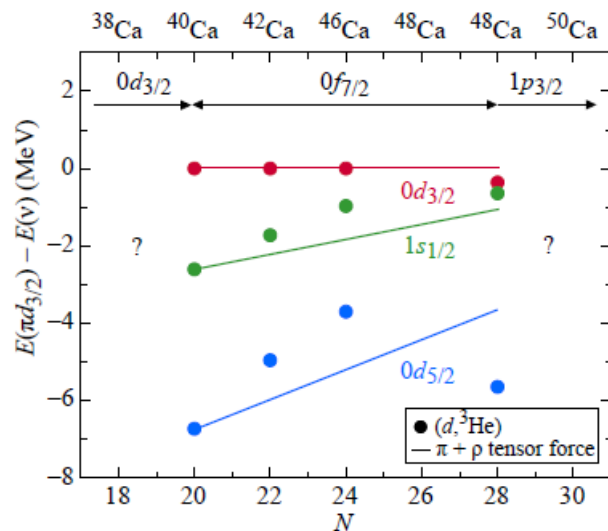 ³⁸Ca ⁴⁰Ca ⁴²Ca ⁴⁶Ca ⁴⁸Ca ⁴⁸Ca ⁵⁰Ca
0d₃/₂ 0f₇/₂ 1p₃/₂
E(πd₃/₂) − E(ν) (MeV)
2
0
−2
−4
−6
−8
0d₃/₂
1s₁/₂
0d₅/₂
?
?
(d,³He)
π + ρ tensor force
18 20 22 24 26 28 30
N